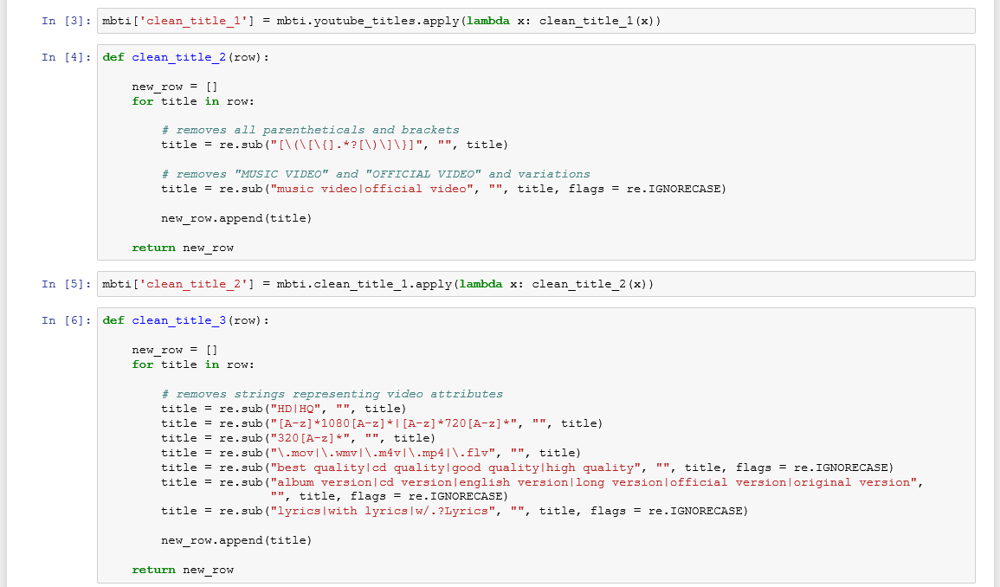 In [3]: mbti['clean_title_1'] = mbti.youtube_titles.apply(lambda x: clean_title_1(x))
In [4]: def clean_title_2(row):
new_row = []
for title in row:
# removes all parentheticals and brackets
title = re.sub("[\(\[\{].*?[\)\]\}]", "", title)
# removes "MUSIC VIDEO" and "OFFICIAL VIDEO" and variations
title = re.sub("music video|official video", "", title, flags = re.IGNORECASE)
new_row.append(title)
return new_row
In [5]: mbti['clean_title_2'] = mbti.clean_title_1.apply(lambda x: clean_title_2(x))
In [6]: def clean_title_3(row):
new_row = []
for title in row:
# removes strings representing video attributes
title = re.sub("HD|HQ", "", title)
title = re.sub("[A-z]*1080[A-z]*|[A-z]*720[A-z]*", "", title)
title = re.sub("320[A-z]*", "", title)
title = re.sub("\.mov|\.wmv|\.m4v|\.mp4|\.flv", "", title)
title = re.sub("best quality|cd quality|good quality|high quality", "", title, flags = re.IGNORECASE)
title = re.sub("album version|cd version|english version|long version|official version|original version",
"", title, flags = re.IGNORECASE)
title = re.sub("lyrics|with lyrics|w/.?Lyrics", "", title, flags = re.IGNORECASE)
new_row.append(title)
return new_row